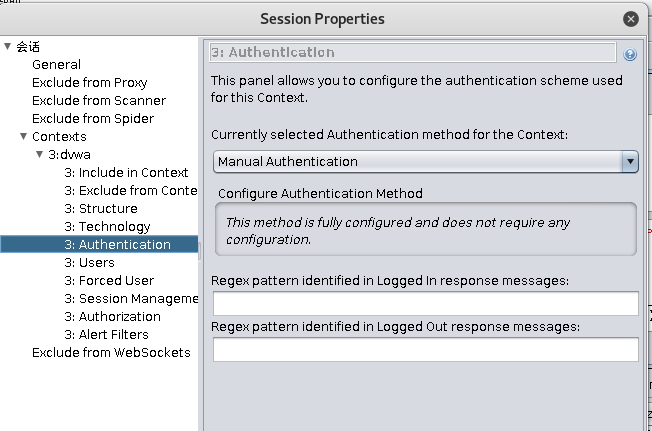 Session Properties
会话
General
Exclude from Proxy
Exclude from Scanner
Exclude from Spider
Contexts
3:dvwa
3: Include in Context
3: Exclude from Conte
3: Structure
3: Technology
3: Authentication
3: Users
3: Forced User
3: Session Manageme
3: Authorization
3: Alert Filters
Exclude from WebSockets
3: Authentication
This panel allows you to configure the authentication scheme used
for this Context.
Currently selected Authentication method for the Context:
Manual Authentication
Configure Authentication Method
This method is fully configured and does not require any
configuration.
Regex pattern identified in Logged In response messages:
Regex pattern identified in Logged Out response messages: